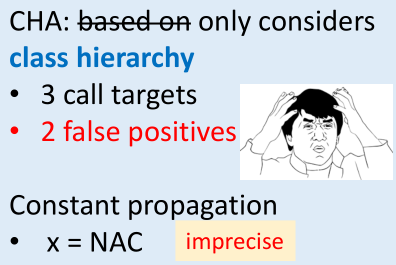 CHA: based on only considers
class hierarchy
• 3 call targets
• 2 false positives
Constant propagation
• x = NAC
imprecise